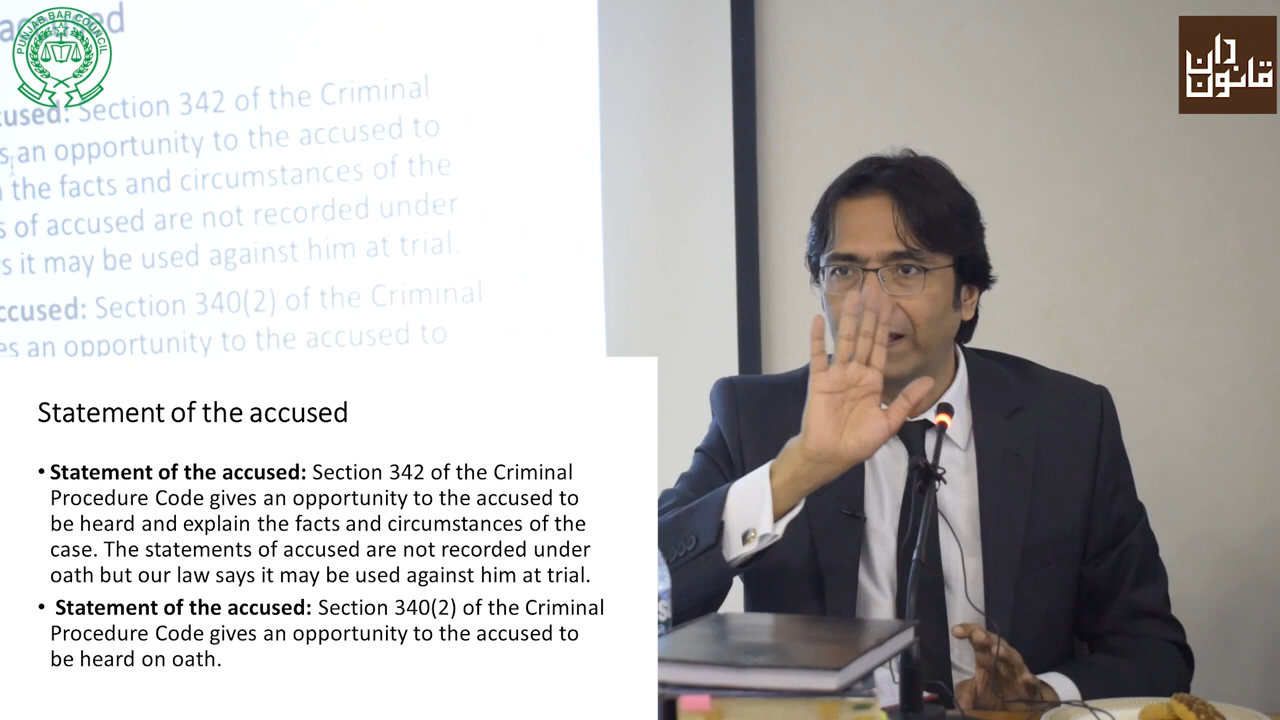 PUNJAB BAR COUNCIL
cused: Section 342 of the Criminal
s an opportunity to the accused to
the facts and circumstances of the
s of accused are not recorded under
s it may be used against him at trial.
ccused: Section 340(2) of the Criminal
es an opportunity to the accused to
Statement of the accused
• Statement of the accused: Section 342 of the Criminal
Procedure Code gives an opportunity to the accused to
be heard and explain the facts and circumstances of the
case. The statements of accused are not recorded under
oath but our law says it may be used against him at trial.
• Statement of the accused: Section 340(2) of the Criminal
Procedure Code gives an opportunity to the accused to
be heard on oath.
قانون دان